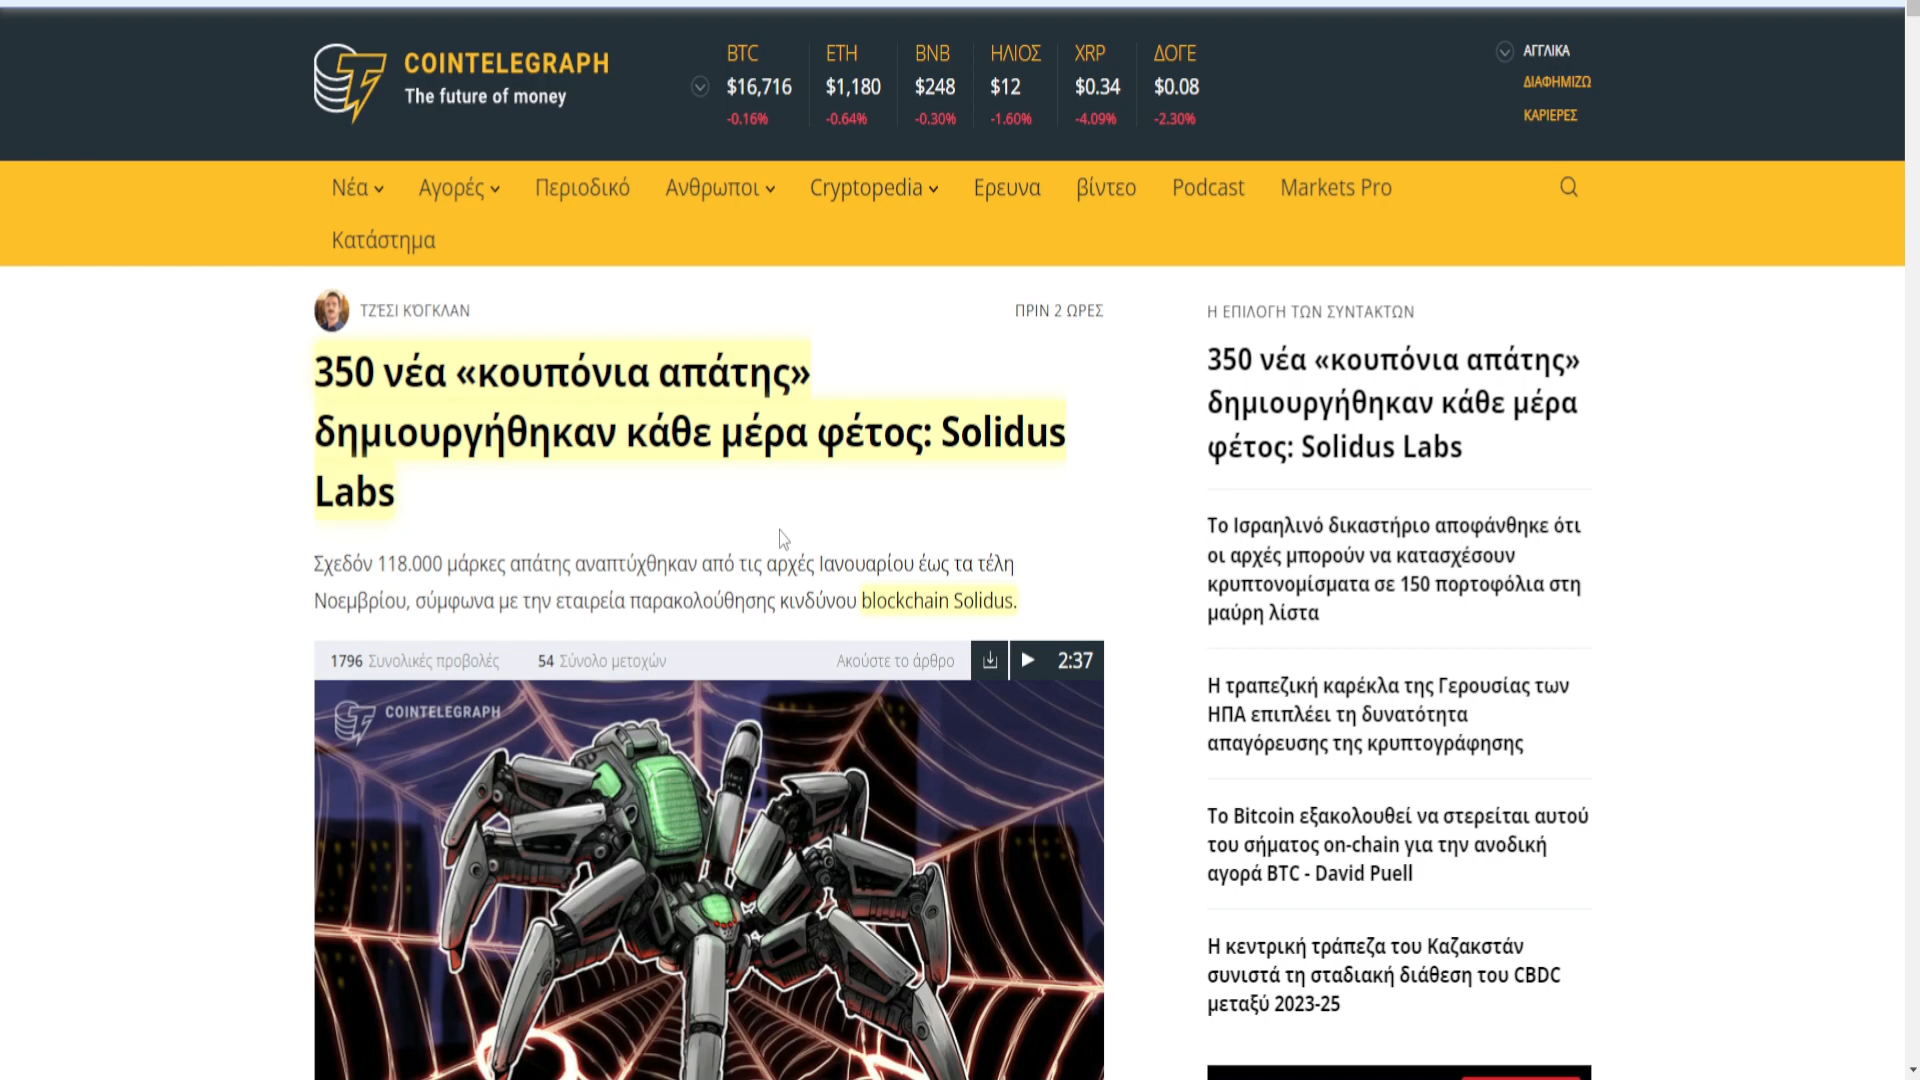 COINTELEGRAPH
The future of money
BTC
$16,716
-0.16%
ETH
$1,180
-0.64%
BNB
$248
-0.30%
ΗΛΙΟΣ
$12
-1.60%
XRP
$0.34
-4.09%
ΔΟΓΕ
$0.08
-2.30%
ΑΓΓΛΙΚΑ
ΔΙΑΦΗΜΙΖΩ
ΚΑΡΙΕΡΕΣ
Νέα Αγορές Περιοδικό Ανθρωποι Cryptopedia Ερευνα βίντεο Podcast Markets Pro
Κατάστημα
ΤΖΈΣΙ ΚΌΓΚΛΑΝ
ΠΡΙΝ 2 ΩΡΕΣ
350 νέα «κουπόνια απάτης»
δημιουργήθηκαν κάθε μέρα φέτος: Solidus
Labs
Σχεδόν 118.000 μάρκες απάτης αναπτύχθηκαν από τις αρχές Ιανουαρίου έως τα τέλη
Νοεμβρίου, σύμφωνα με την εταιρεία παρακολούθησης κινδύνου blockchain Solidus.
1796 Συνολικές προβολές 54 Σύνολο μετοχών Ακούστε το άρθρο 2:37
COINTELEGRAPH
Η ΕΠΙΛΟΓΗ ΤΩΝ ΣΥΝΤΑΚΤΩΝ
350 νέα «κουπόνια απάτης»
δημιουργήθηκαν κάθε μέρα
φέτος: Solidus Labs
Το Ισραηλινό δικαστήριο αποφάνθηκε ότι
οι αρχές μπορούν να κατασχέσουν
κρυπτονομίσματα σε 150 πορτοφόλια στη
μαύρη λίστα
Η τραπεζική καρέκλα της Γερουσίας των
ΗΠΑ επιπλέει τη δυνατότητα
απαγόρευσης της κρυπτογράφησης
Το Bitcoin εξακολουθεί να στερείται αυτού
του σήματος on-chain για την ανοδική
αγορά BTC - David Puell
Η κεντρική τράπεζα του Καζακστάν
συνιστά τη σταδιακή διάθεση του CBDC
μεταξύ 2023-25